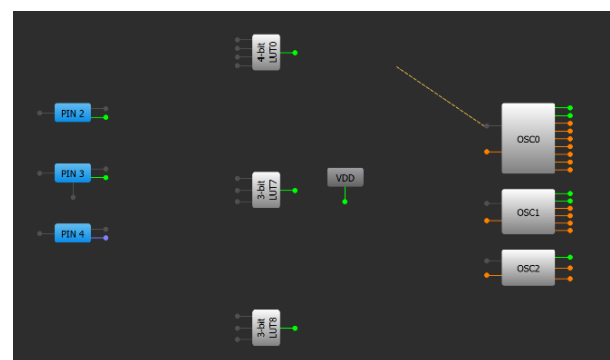 4-bit
LUT0
PIN 2
OSC0
PIN 3
3-bit
LUT7
VDD
OSC1
PIN 4
OSC2
3-bit
LUT8